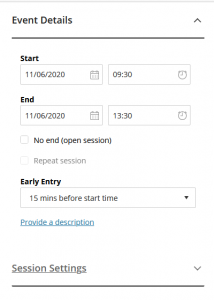 Event Details
Start
11/06/2020 09:30
End
11/06/2020 13:30
No end (open session)
Repeat session
Early Entry
15 mins before start time
Provide a description
Session Settings